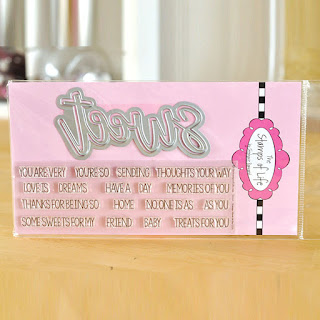 Sweet
YOU ARE VERY YOU'RE SO SENDING THOUGHTS YOUR WAY
LOVE IS DREAMS HAVE A DAY MEMORIES OF YOU
THANKS FOR BEING SO HOME NO ONE IS AS AS YOU
SOME SWEETS FOR MY FRIEND BABY TREATS FOR YOU
The
Stamps of Life